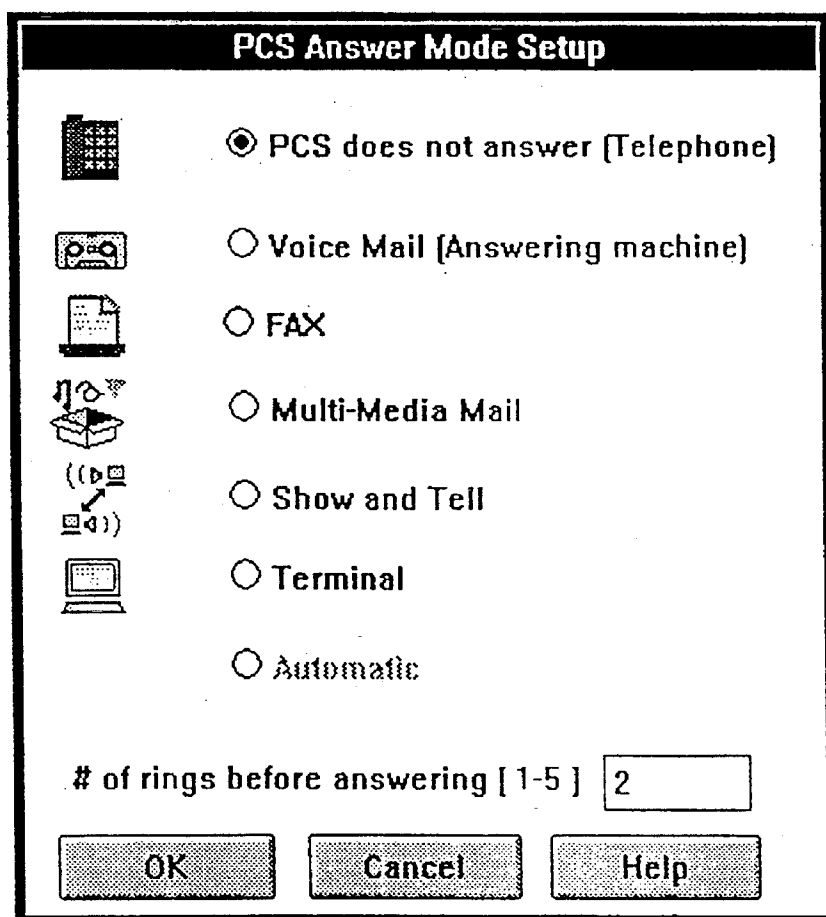 PCS Answer Mode Setup
PCS does not answer (Telephone)
Voice Mail (Answering machine)
FAX
Multi-Media Mail
Show and Tell
Terminal
Automatic
# of rings before answering [ 1-5 ] 2
OK Cancel Help